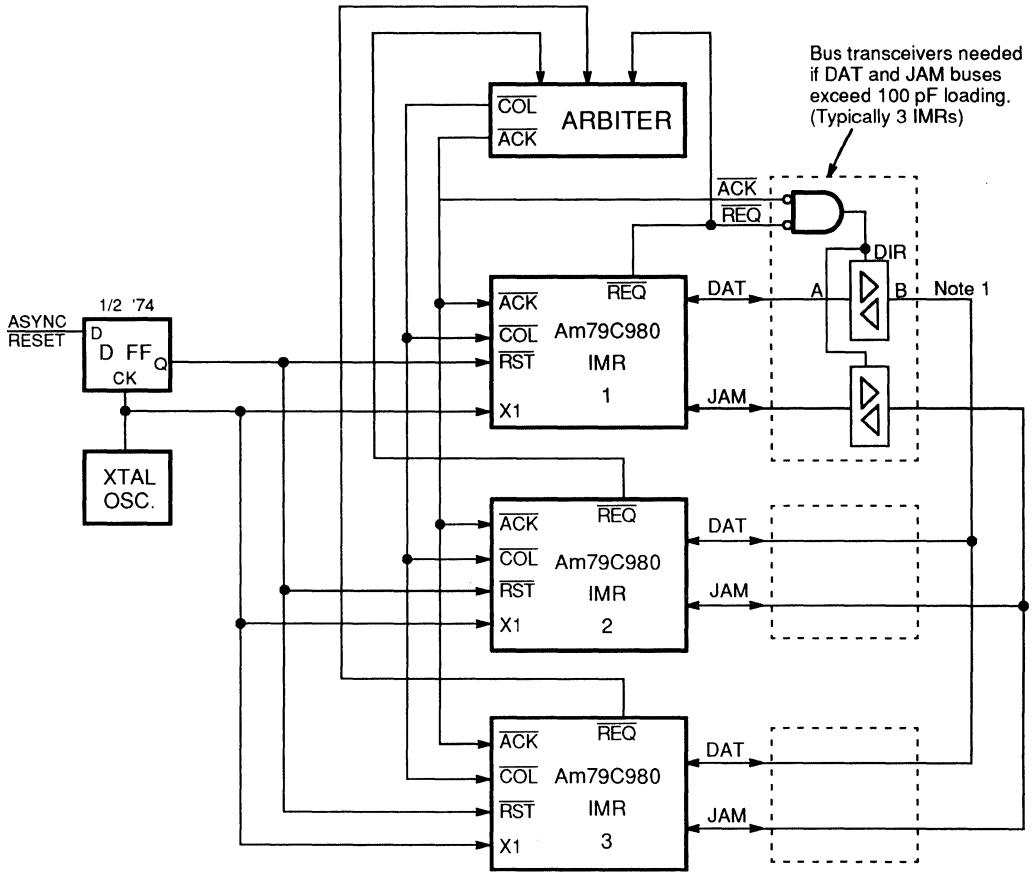 Bus transceivers needed
if DAT and JAM buses
exceed 100 pF loading.
(Typically 3 IMRs)
COL
ACK
ARBITER
ACK
REQ
DIR
A
B
Note 1
1/2 '74
ASYNC
RESET
D
D FF
Q
CK
XTAL
OSC.
REQ
ACK
COL
RST
X1
Am79C980
IMR
1
DAT
JAM
REQ
ACK
COL
RST
X1
Am79C980
IMR
2
DAT
JAM
REQ
ACK
COL
RST
X1
Am79C980
IMR
3
DAT
JAM